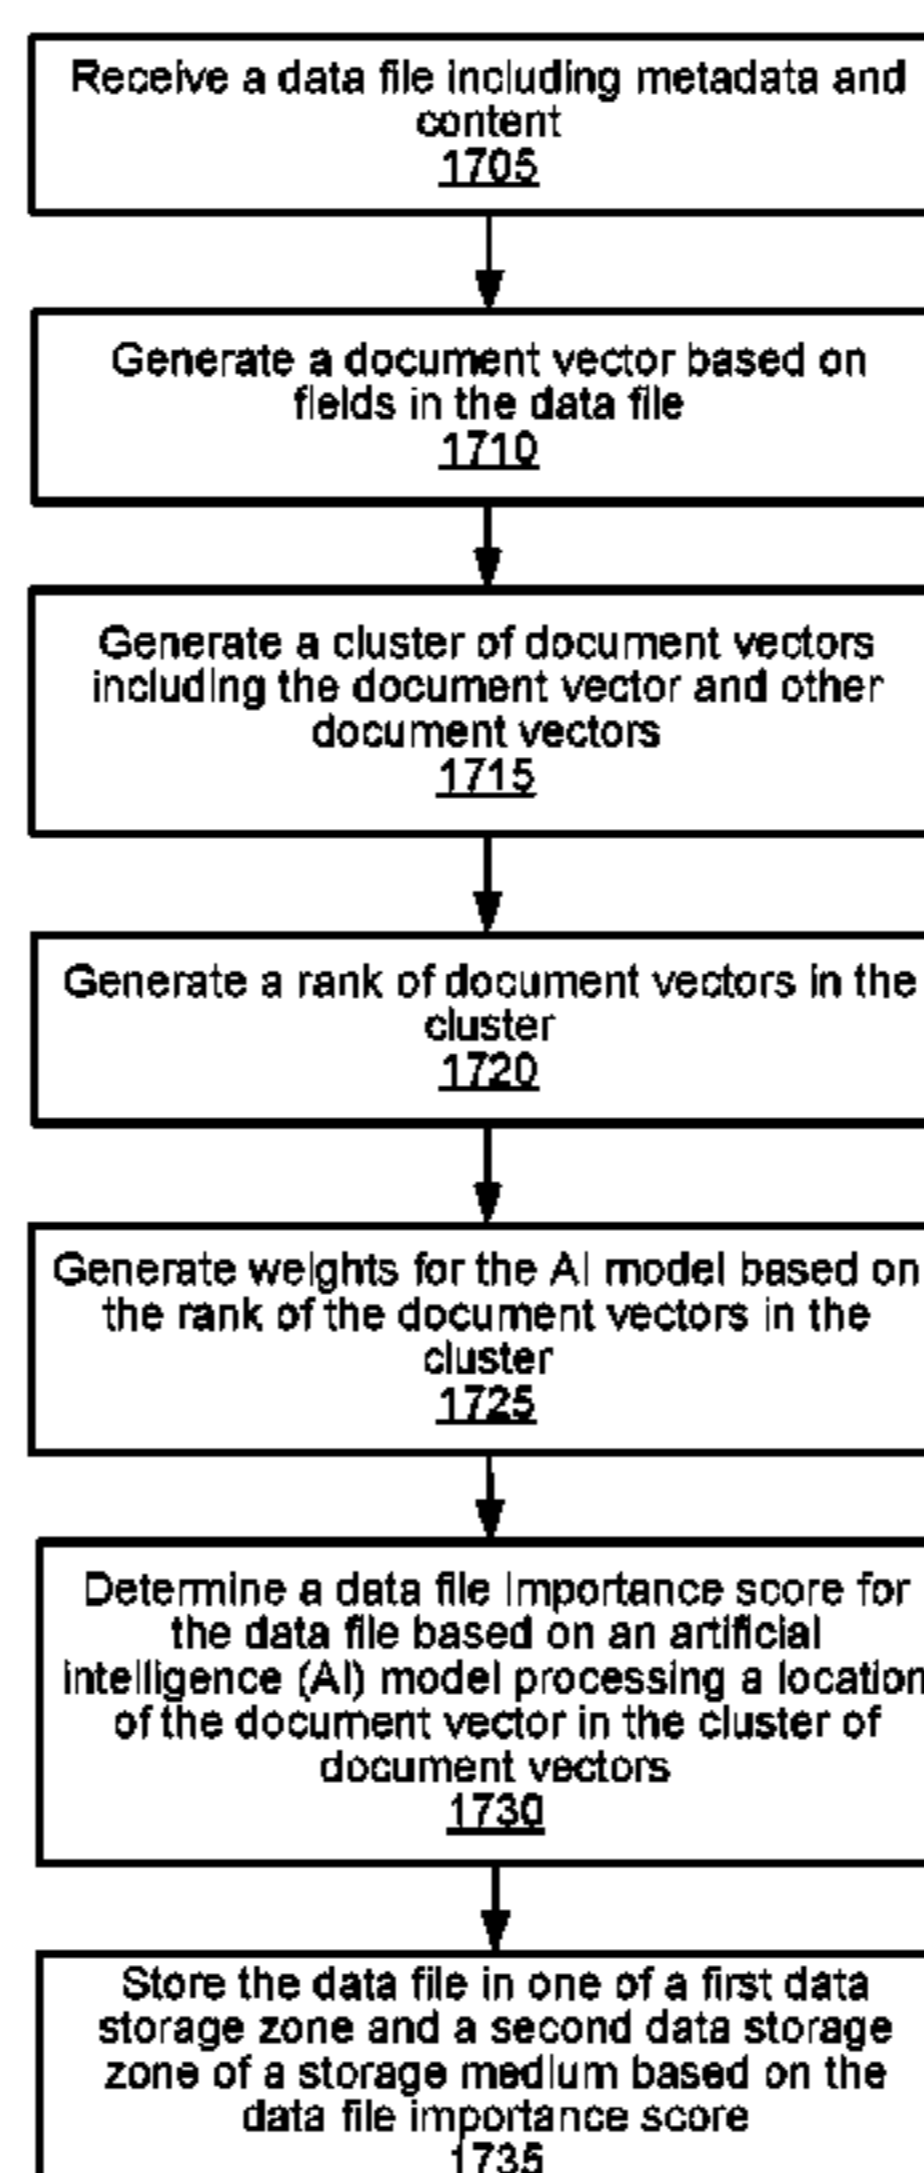 Receive a data file including metadata and
content
1705
Generate a document vector based on
fields in the data file
1710
Generate a cluster of document vectors
including the document vector and other
document vectors
1715
Generate a rank of document vectors in the
cluster
1720
Generate weights for the AI model based on
the rank of the document vectors in the
cluster
1725
Determine a data file importance score for
the data file based on an artificial
intelligence (AI) model processing a location
of the document vector in the cluster of
document vectors
1730
Store the data file in one of a first data
storage zone and a second data storage
zone of a storage medium based on the
data file importance score
1735